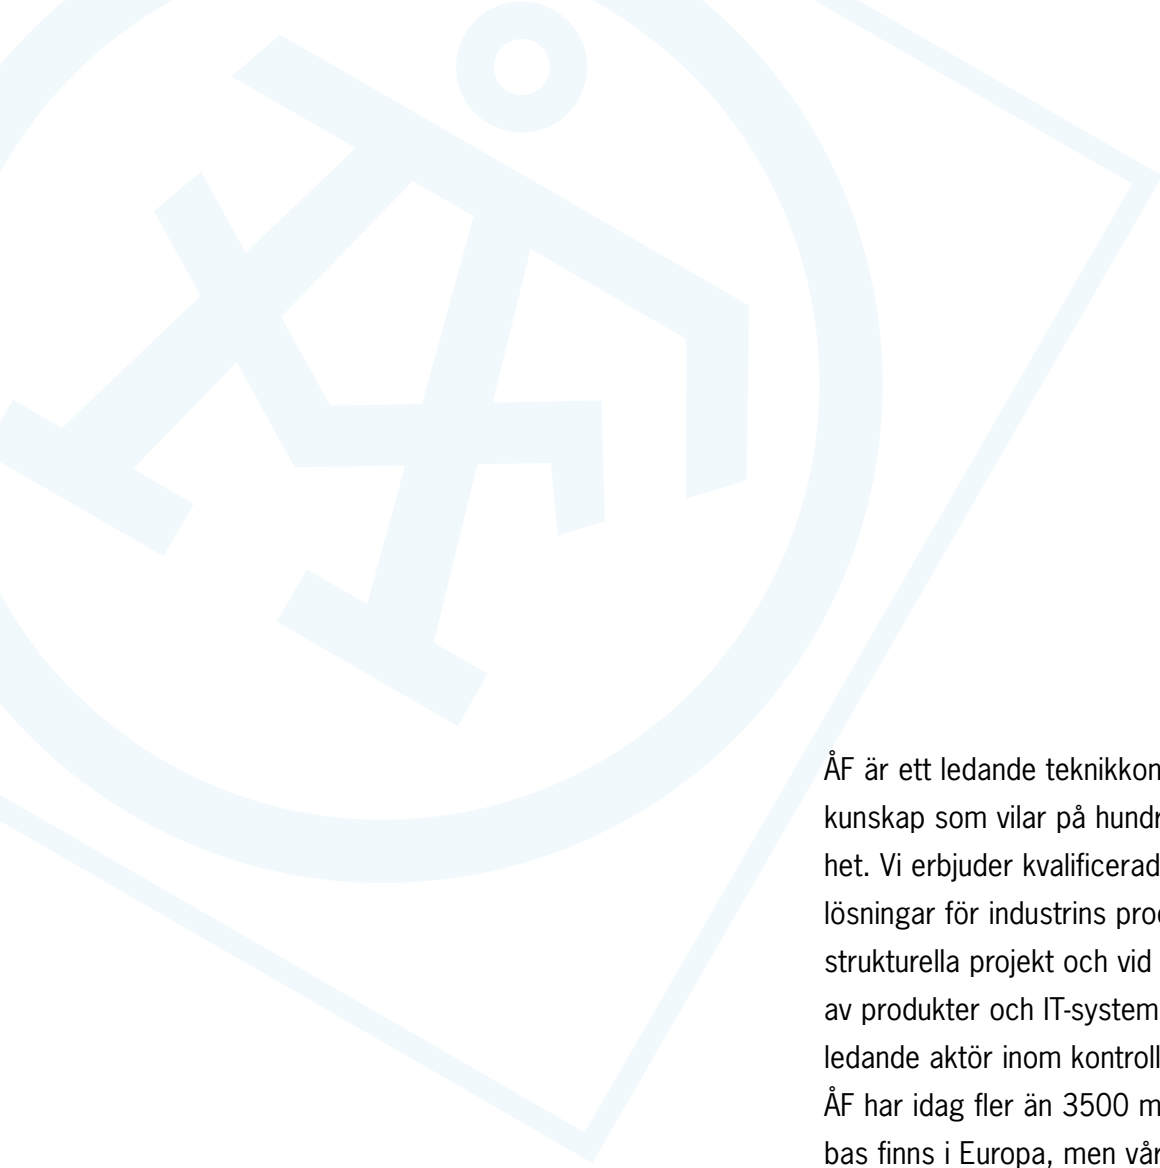 ÅF är ett ledande teknikkon
kunskap som vilar på hundr
het. Vi erbjuder kvalificerad
lösningar för industrins proc
strukturella projekt och vid
av produkter och IT-system
ledande aktör inom kontroll
ÅF har idag fler än 3500 m
bas finns i Europa, men vår